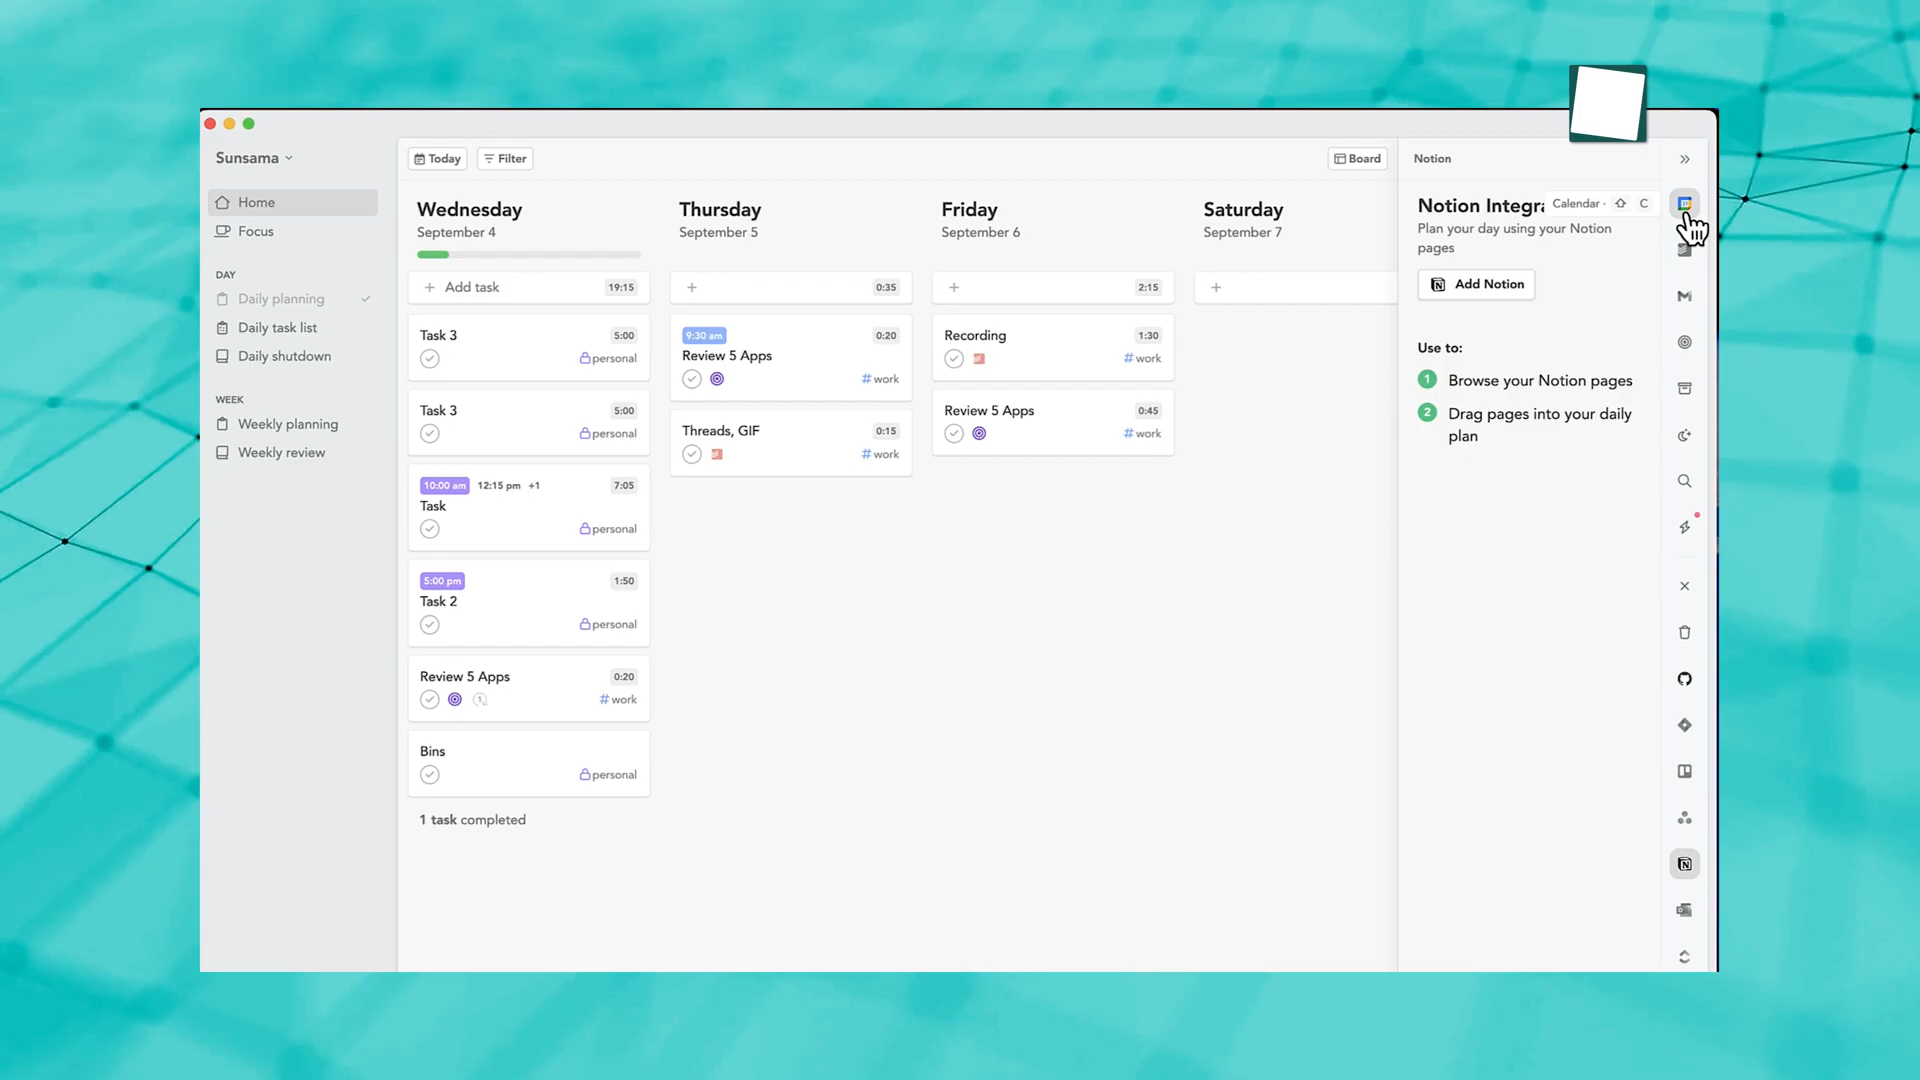 Sunsama
Home
Focus
DAY
Daily planning
Daily task list
Daily shutdown
WEEK
Weekly planning
Weekly review
Today
Filter
Board
Wednesday
September 4
Add task
19:15
Task 3
5:00
personal
Task 3
5:00
personal
10:00 am 12:15 pm +1
7:05
Task
personal
5:00 pm
1:50
Task 2
personal
Review 5 Apps
0:20
# work
Bins
personal
1 task completed
Thursday
September 5
+
0:35
9:30 am
0:20
Review 5 Apps
# work
Threads, GIF
0:15
# work
Friday
September 6
+
2:15
Recording
1:30
# work
Review 5 Apps
0:45
# work
Saturday
September 7
+
Notion
Notion Integra
Calendar · C
Plan your day using your Notion
pages
Add Notion
Use to:
1 Browse your Notion pages
2 Drag pages into your daily
plan